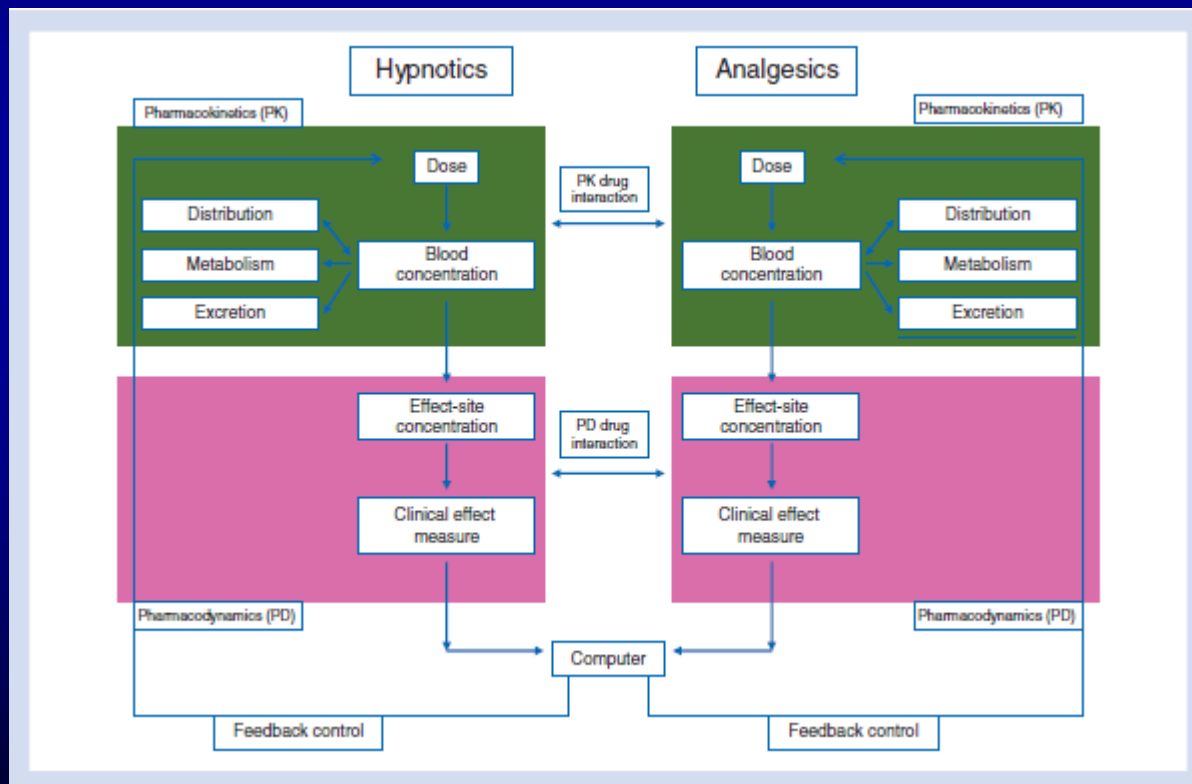 Hypnotics
Analgesics
Pharmacokinetics (PK)
Pharmacokinetics (PK)
Dose
PK drug
interaction
Dose
Distribution
Metabolism
Excretion
Blood
concentration
Blood
concentration
Distribution
Metabolism
Excretion
Effect-site
concentration
PD drug
interaction
Effect-site
concentration
Clinical effect
measure
Clinical effect
measure
Pharmacodynamics (PD)
Pharmacodynamics (PD)
Computer
Feedback control
Feedback control